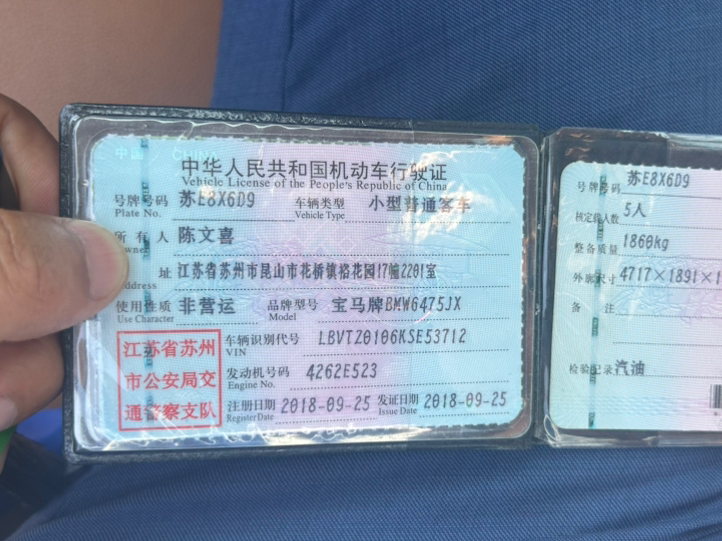 中国 CHINA
中华人民共和国机动车行驶证
Vehicle License of the People's Republic of China
号牌号码 苏E8X6D9 车辆类型 小型普通客车
Plate No. Vehicle Type
所有人 陈文喜
Owner
址 江苏省苏州市昆山市花桥镇裕花园17幢2201室
Address
使用性质 非营运 品牌型号 宝马牌BMW6475JX
Use Character Model
江苏省苏州
市公安局交
通警察支队
车辆识别代号 LBVTZ0106KSE53712
VIN
发动机号码 4262E523
Engine No.
注册日期 2018-09-25 发证日期 2018-09-25
Register Date Issue Date
号牌号码 苏E8X6D9
核定载人数 5人
整备质量 1860kg
外廓尺寸 4717×1891×1
备注
检验记录 汽油